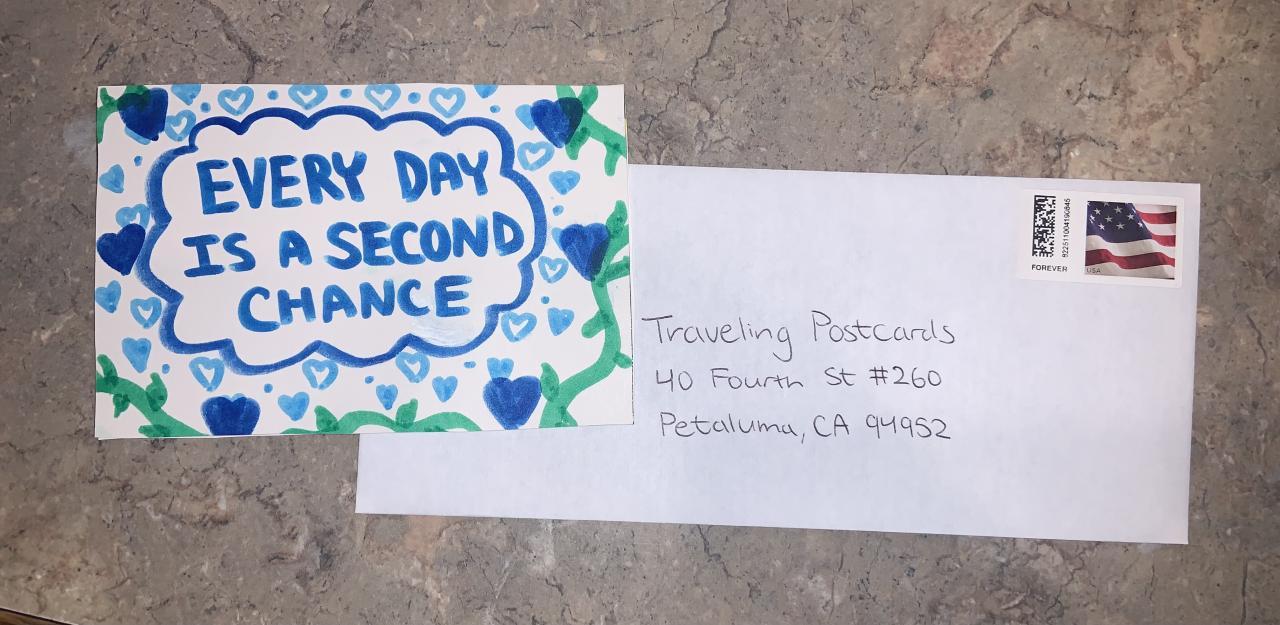 EVERY DAY
IS A SECOND
CHANCE
Traveling Postcards
40 Fourth St #260
Petaluma, CA 94952
FOREVER
USA